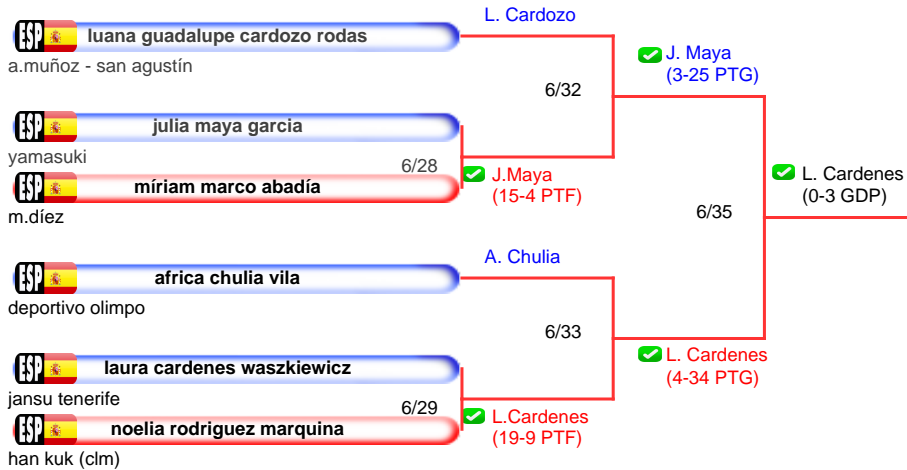 L. Cardozo
ESP luana guadalupe cardozo rodas
a.muñoz - san agustín
J. Maya
(3-25 PTG)
6/32
ESP julia maya garcia
yamasuki
6/28
J.Maya
(15-4 PTF)
ESP míriam marco abadía
m.díez
L. Cardenes
(0-3 GDP)
6/35
A. Chulia
ESP africa chulia vila
deportivo olimpo
6/33
L. Cardenes
(4-34 PTG)
ESP laura cardenes waszkiewicz
jansu tenerife
6/29
L.Cardenes
(19-9 PTF)
ESP noelia rodriguez marquina
han kuk (clm)